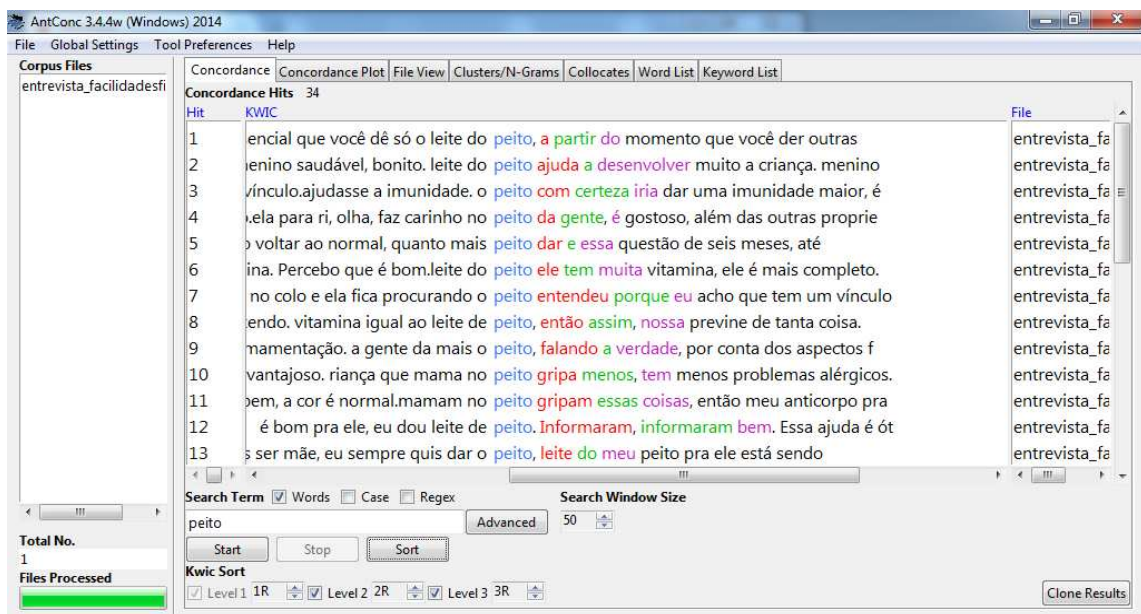 AntConc 3.4.4w (Windows) 2014
File Global Settings Tool Preferences Help
Corpus Files
entrevista_facilidadesfi
Concordance Concordance Plot File View Clusters/N-Grams Collocates Word List Keyword List
Concordance Hits 34
Hit KWIC File
1 encial que você dê só o leite do peito, a partir do momento que você der outras entrevista_fa
2 enino saudável, bonito. leite do peito ajuda a desenvolver muito a criança. menino entrevista_fa
3 vínculo.ajudasse a imunidade. o peito com certeza iria dar uma imunidade maior, é entrevista_fa
4 .ela para ri, olha, faz carinho no peito da gente, é gostoso, além das outras proprie entrevista_fa
5 voltar ao normal, quanto mais peito dar e essa questão de seis meses, até entrevista_fa
6 ina. Percebo que é bom.leite do peito ele tem muita vitamina, ele é mais completo. entrevista_fa
7 no colo e ela fica procurando o peito entendeu porque eu acho que tem um vínculo entrevista_fa
8 endo. vitamina igual ao leite de peito, então assim, nossa previne de tanta coisa. entrevista_fa
9 mamentação. a gente da mais o peito, falando a verdade, por conta dos aspectos f entrevista_fa
10 vantajoso. riança que mama no peito gripa menos, tem menos problemas alérgicos. entrevista_fa
11 bem, a cor é normal.mamam no peito gripam essas coisas, então meu anticorpo pra entrevista_fa
12 é bom pra ele, eu dou leite de peito. Informaram, informaram bem. Essa ajuda é ót entrevista_fa
13 s ser mãe, eu sempre quis dar o peito, leite do meu peito pra ele está sendo entrevista_fa
Search Term Words Case Regex Search Window Size
peito Advanced 50
Start Stop Sort
Total No.
1
Files Processed
Kwic Sort
Level 1 1R Level 2 2R Level 3 3R Clone Results